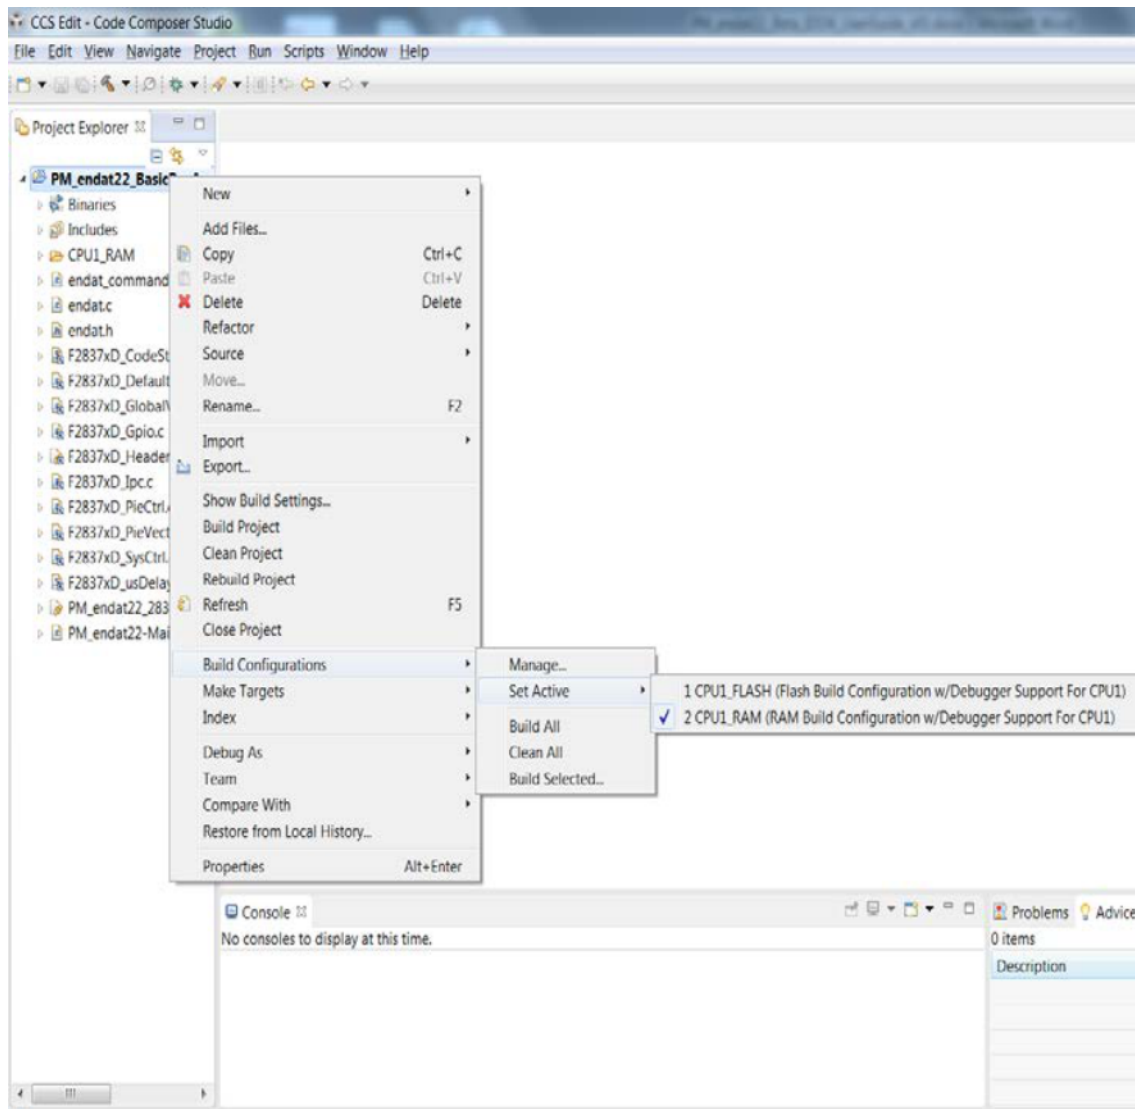 CCS Edit - Code Composer Studio
File Edit View Navigate Project Run Scripts Window Help
Project Explorer
PM_endat22_Basic
Binaries
Includes
CPU1_RAM
endat_command
endat.c
endat.h
F2837xD_CodeSt
F2837xD_Default
F2837xD_Global
F2837xD_Gpio.c
F2837xD_Header
F2837xD_Ipc.c
F2837xD_PieCtrl.
F2837xD_PieVect
F2837xD_SysCtrl.
F2837xD_usDelay
PM_endat22_283
PM_endat22-Mai
New
Add Files...
Copy Ctrl+C
Paste Ctrl+V
Delete Delete
Refactor
Source
Move...
Rename... F2
Import
Export...
Show Build Settings...
Build Project
Clean Project
Rebuild Project
Refresh F5
Close Project
Build Configurations
Make Targets
Index
Debug As
Team
Compare With
Restore from Local History...
Properties Alt+Enter
Manage...
Set Active
Build All
Clean All
Build Selected...
1 CPU1_FLASH (Flash Build Configuration w/Debugger Support For CPU1)
2 CPU1_RAM (RAM Build Configuration w/Debugger Support For CPU1)
Console
No consoles to display at this time.
Problems Advice
0 items
Description